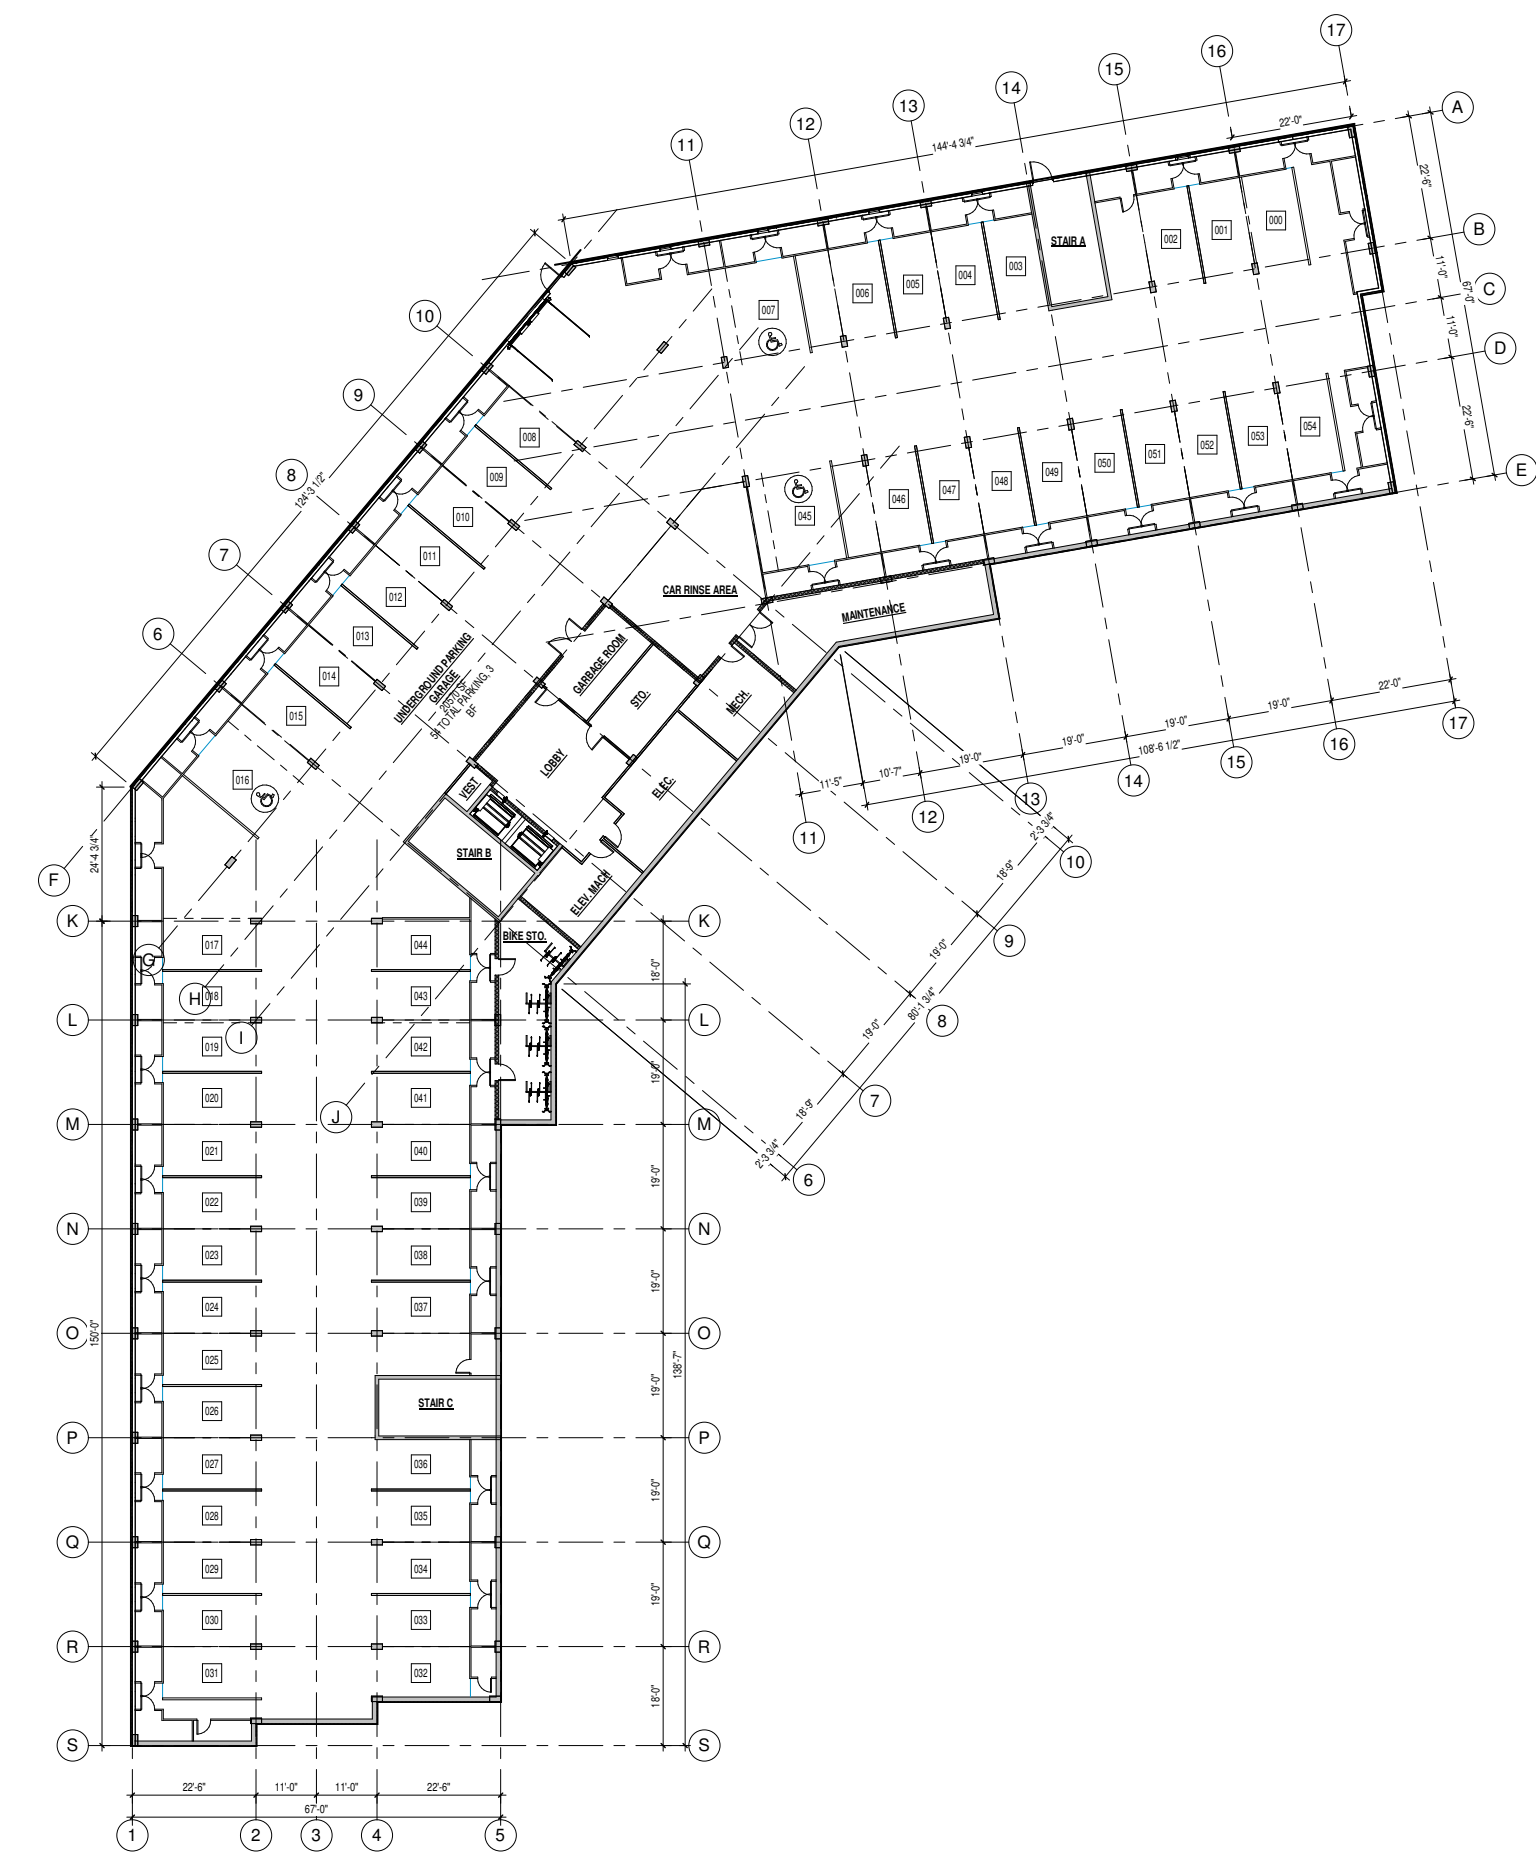 17
16
15
14
13
12
11
A
B
C
D
E
144'-4 3/4"
22'-0"
22'-6"
11'-0"
67'-0"
11'-0"
22'-6"
10
9
8
7
6
124'-3 1/2"
STAIR A
000
001
002
003
004
005
006
007
008
009
010
011
012
013
014
015
016
045
046
047
048
049
050
051
052
053
054
CAR RINSE AREA
MAINTENANCE
UNDERGROUND PARKING
GARAGE
20510 SF
54 TOTAL PARKING, 3
BF
GARBAGE ROOM
STO.
MECH.
LOBBY
ELEC.
VEST
STAIR B
ELEV. MACH
BIKE STO.
11'-5"
10'-7"
19'-0"
19'-0"
19'-0"
19'-0"
22'-0"
108'-6 1/2"
11
12
13
14
15
16
17
2'-3 3/4"
18'-9"
19'-0"
19'-0"
18'-9"
2'-3 3/4"
80'-1 3/4"
10
9
8
7
6
F
G
H
I
J
24'-4 3/4"
150'-0"
K
L
M
N
O
P
Q
R
S
017
018
019
020
021
022
023
024
025
026
027
028
029
030
031
044
043
042
041
040
039
038
037
STAIR C
036
035
034
033
032
K
L
M
N
O
P
Q
R
S
18'-0"
19'-0"
19'-0"
19'-0"
19'-0"
19'-0"
19'-0"
18'-0"
138'-7"
22'-6"
11'-0"
11'-0"
22'-6"
67'-0"
1
2
3
4
5